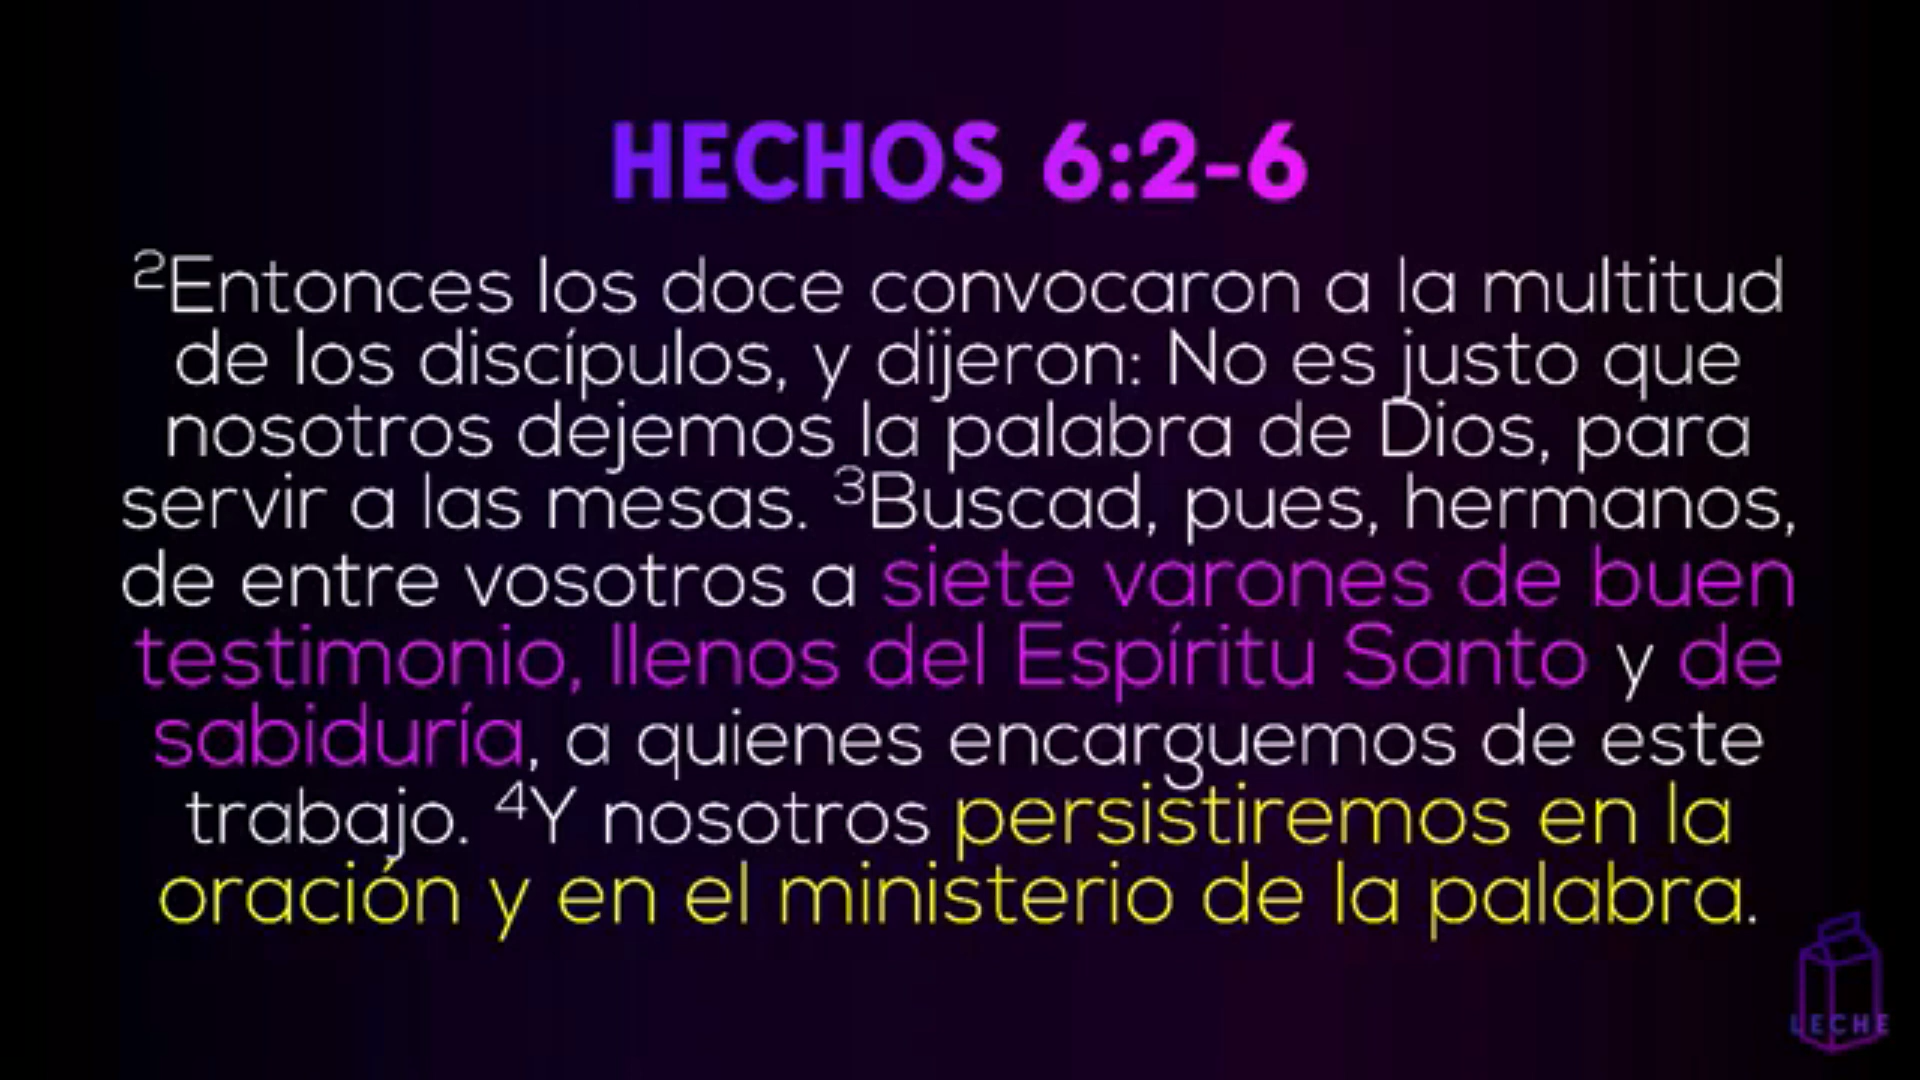 HECHOS 6:2-6
²Entonces los doce convocaron a la multitud
de los discípulos, y dijeron: No es justo que
nosotros dejemos la palabra de Dios, para
servir a las mesas. ³Buscad, pues, hermanos,
de entre vosotros a siete varones de buen
testimonio, llenos del Espíritu Santo y de
sabiduría, a quienes encarguemos de este
trabajo. ⁴Y nosotros persistiremos en la
oración y en el ministerio de la palabra.
LECHE